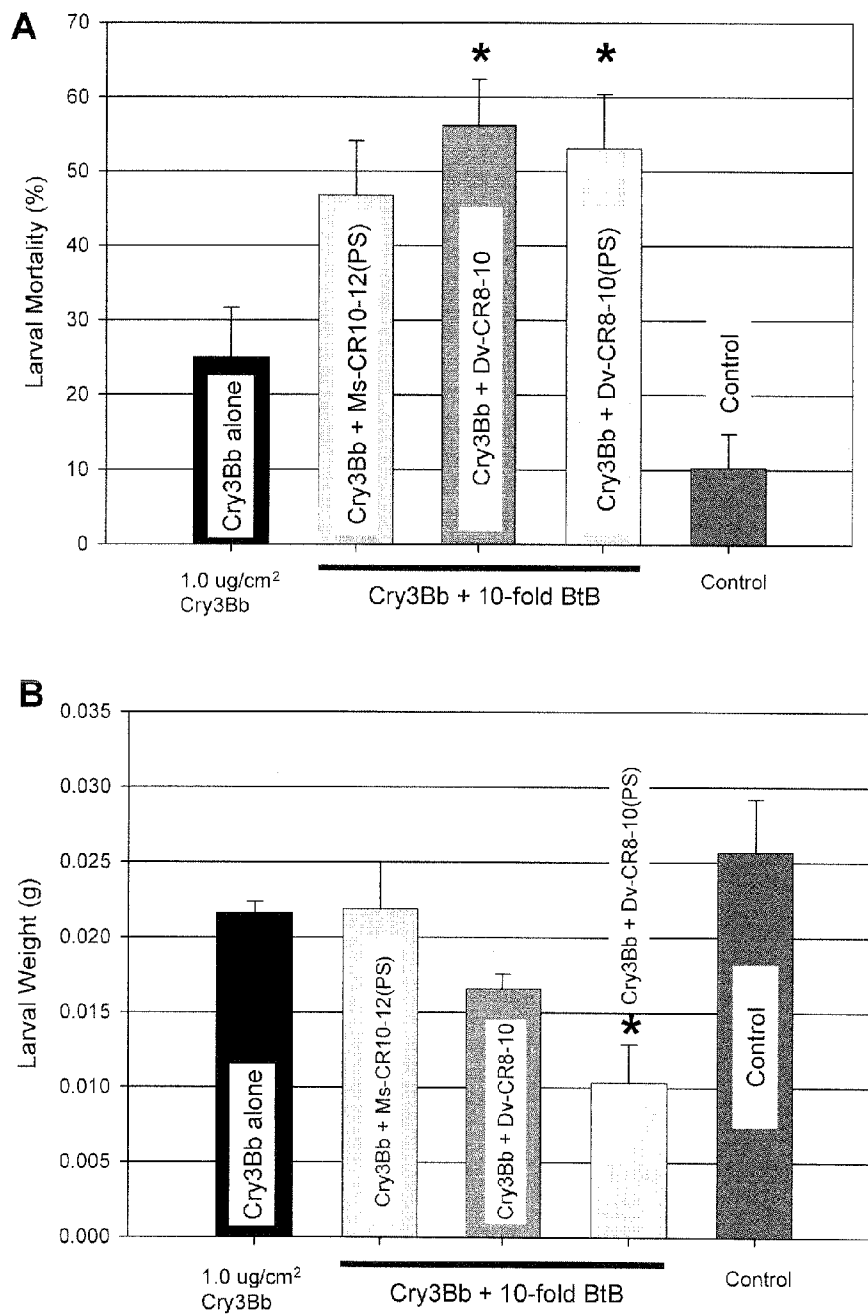 A
70
60
50
40
30
20
10
0
Larval Mortality (%)
*
*
Cry3Bb alone
Cry3Bb + Ms-CR10-12(PS)
Cry3Bb + Dv-CR8-10
Cry3Bb + Dv-CR8-10(PS)
Control
1.0 ug/cm²
Cry3Bb
Cry3Bb + 10-fold BtB
Control
B
0.035
0.030
0.025
0.020
0.015
0.010
0.005
0.000
Larval Weight (g)
Cry3Bb alone
Cry3Bb + Ms-CR10-12(PS)
Cry3Bb + Dv-CR8-10
* Cry3Bb + Dv-CR8-10(PS)
Control
1.0 ug/cm²
Cry3Bb
Cry3Bb + 10-fold BtB
Control